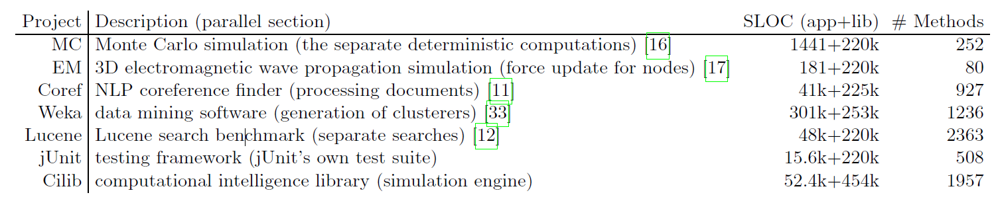 Project Description (parallel section) SLOC (app+lib) # Methods
MC Monte Carlo simulation (the separate deterministic computations) [16] 1441+220k 252
EM 3D electromagnetic wave propagation simulation (force update for nodes) [17] 181+220k 80
Coref NLP coreference finder (processing documents) [11] 41k+225k 927
Weka data mining software (generation of clusterers) [33] 301k+253k 1236
Lucene Lucene search benchmark (separate searches) [12] 48k+220k 2363
jUnit testing framework (jUnit's own test suite) 15.6k+220k 508
Cilib computational intelligence library (simulation engine) 52.4k+454k 1957